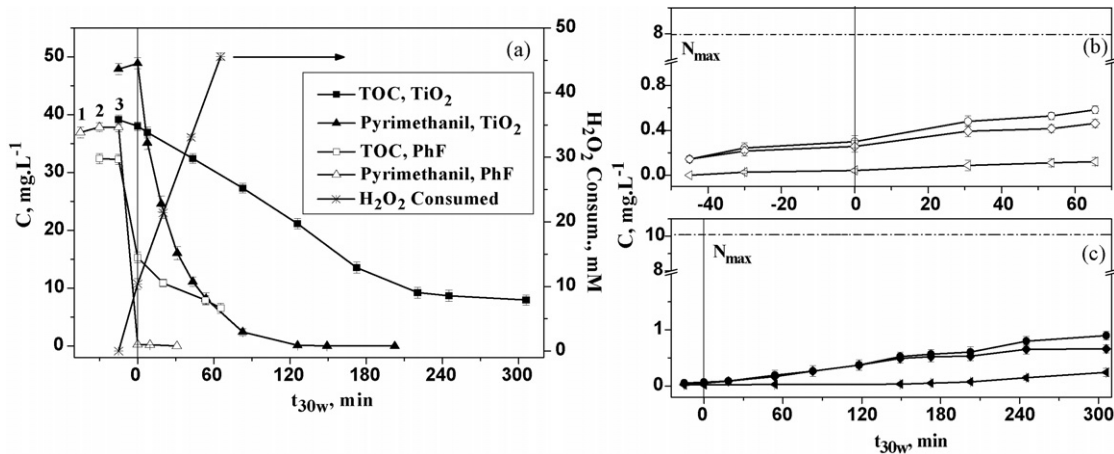 (a)
50
40
30
20
10
0
C, mg.L⁻¹
1 2 3
TOC, TiO₂
Pyrimethanil, TiO₂
TOC, PhF
Pyrimethanil, PhF
H₂O₂ Consumed
50
40
30
20
10
0
H₂O₂ Consum., mM
0 60 120 180 240 300
t₃₀w, min
(b)
8
Nmax
0.8
0.4
0.0
-40 -20 0 20 40 60
C, mg.L⁻¹
(c)
10
Nmax
8
1
0
0 60 120 180 240 300
t₃₀w, min